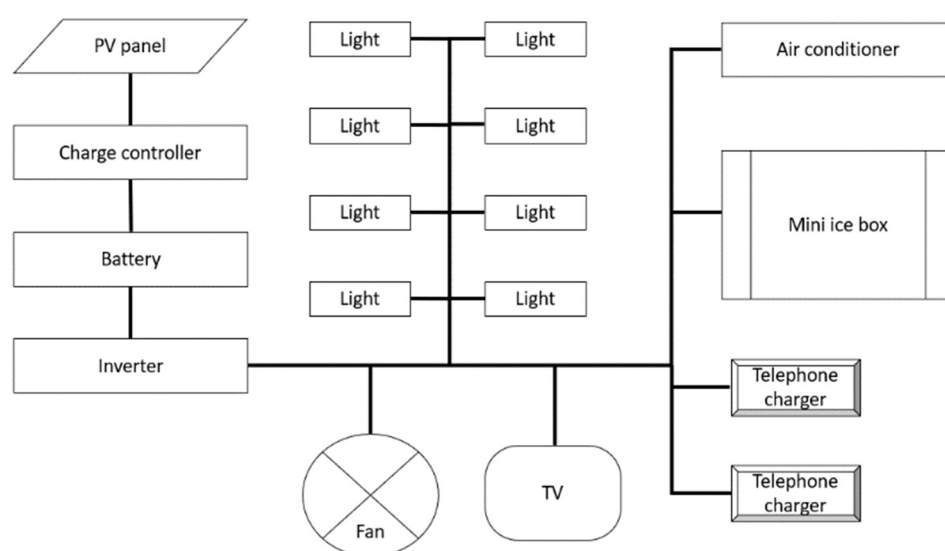 PV panel
Charge controller
Battery
Inverter
Light
Light
Light
Light
Light
Light
Light
Light
Fan
TV
Air conditioner
Mini ice box
Telephone
charger
Telephone
charger